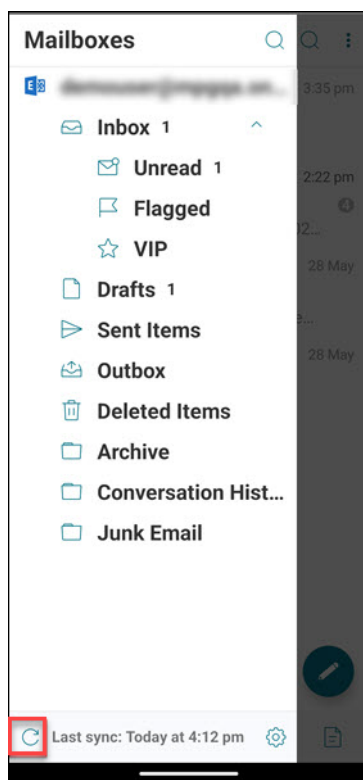 Mailboxes
3:35 pm
Inbox 1
Unread 1
2:22 pm
4
Flagged
VIP
28 May
Drafts 1
Sent Items
28 May
Outbox
Deleted Items
Archive
Conversation Hist...
Junk Email
Last sync: Today at 4:12 pm